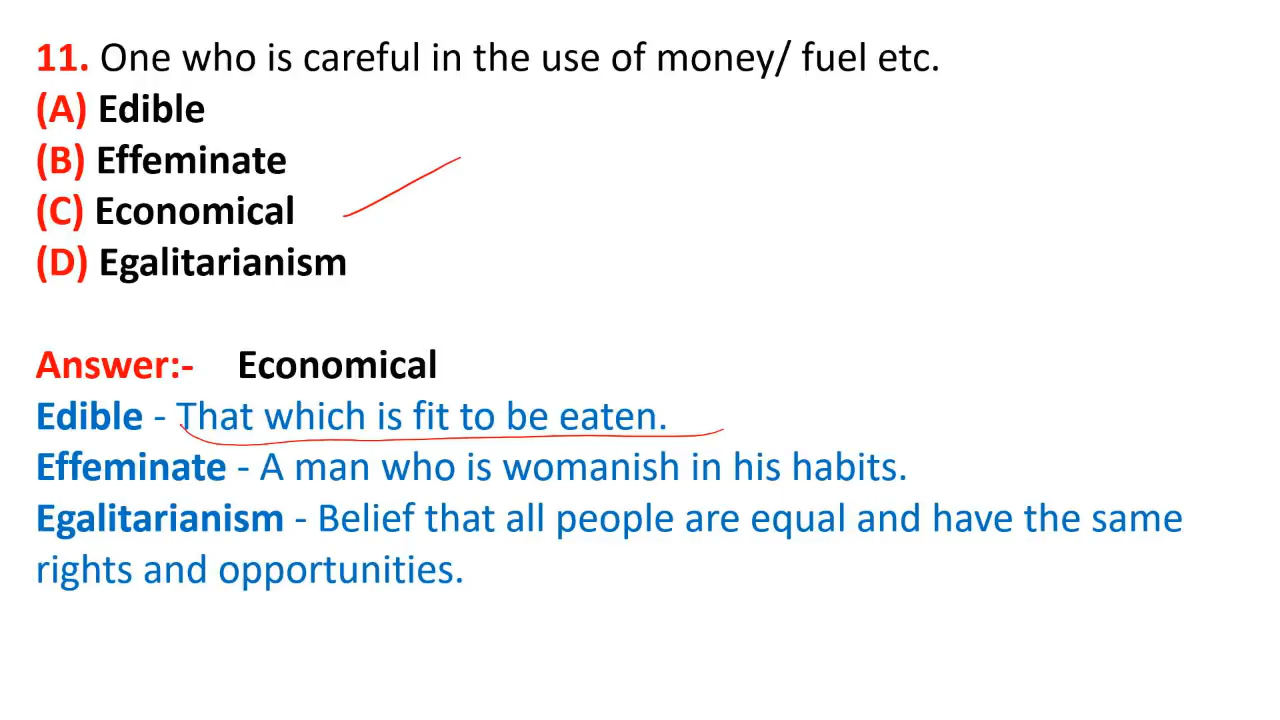 11. One who is careful in the use of money/ fuel etc.
(A) Edible
(B) Effeminate
(C) Economical
(D) Egalitarianism
Answer:- Economical
Edible - That which is fit to be eaten.
Effeminate - A man who is womanish in his habits.
Egalitarianism - Belief that all people are equal and have the same
rights and opportunities.